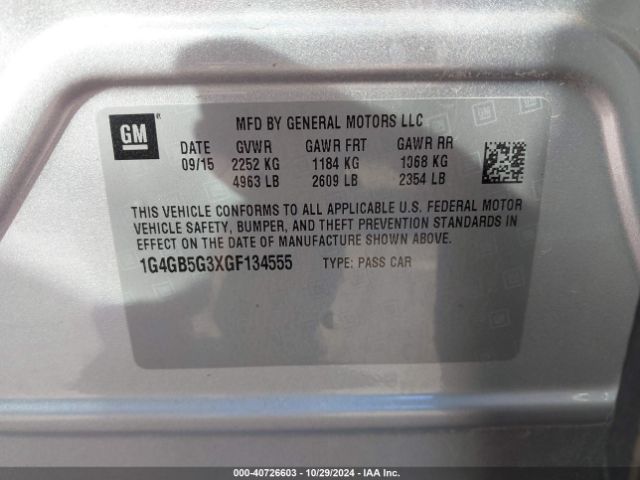 GM
MFD BY GENERAL MOTORS LLC
DATE GVWR GAWR FRT GAWR RR
09/15 2252 KG 1184 KG 1068 KG
4963 LB 2609 LB 2354 LB
THIS VEHICLE CONFORMS TO ALL APPLICABLE U.S. FEDERAL MOTOR
VEHICLE SAFETY, BUMPER, AND THEFT PREVENTION STANDARDS IN
EFFECT ON THE DATE OF MANUFACTURE SHOWN ABOVE.
1G4GB5G3XGF134555 TYPE: PASS CAR
000-40726603 - 10/29/2024 - IAA Inc.